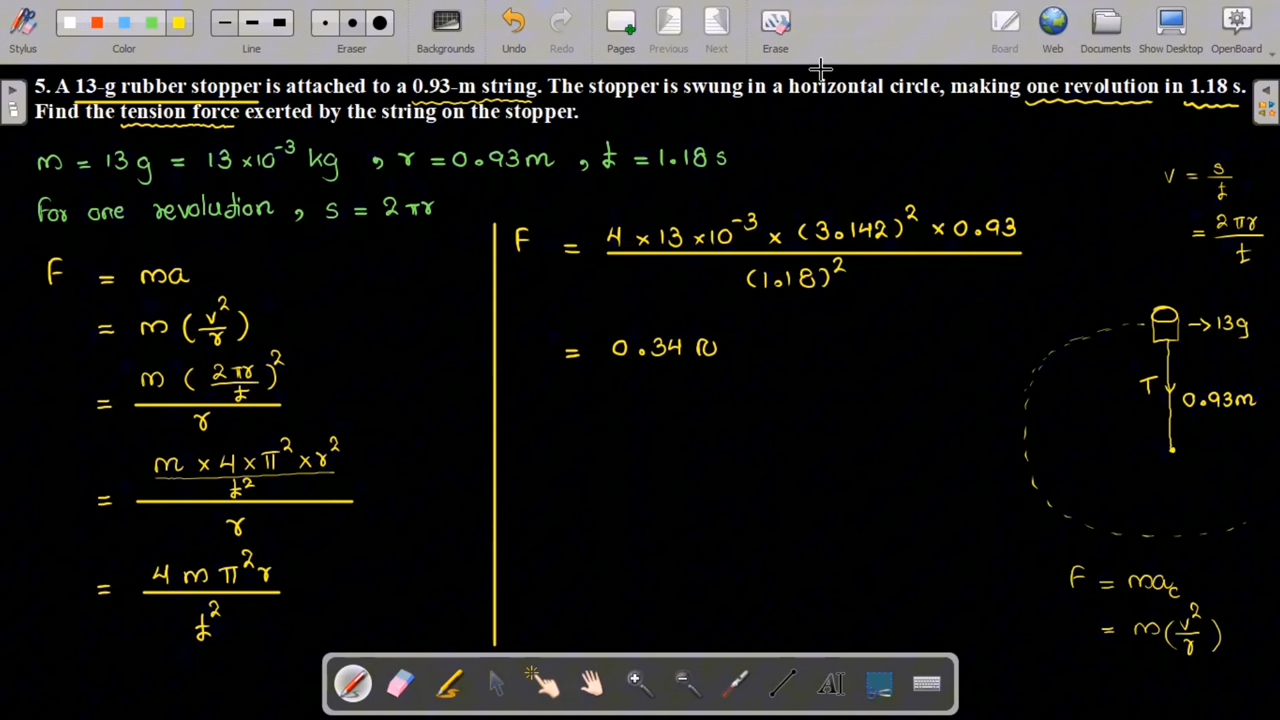 Stylus Color Line Eraser Backgrounds Undo Redo Pages Previous Next Erase Board Web Documents Show Desktop OpenBoard
5. A 13-g rubber stopper is attached to a 0.93-m string. The stopper is swung in a horizontal circle, making one revolution in 1.18 s.
Find the tension force exerted by the string on the stopper.
m = 13 g = 13 ×10⁻³ kg , r = 0.93 m , t = 1.18 s
For one revolution , s = 2πr
F = ma
= m (v²/r)
= m (2πr/t)² / r
= (m × 4 × π² × r² / t²) / r
= 4 m π² r / t²
F = 4 × 13 × 10⁻³ × (3.142)² × 0.93 / (1.18)²
= 0.34 N
v = s/t
= 2πr/t
→ 13g
T
0.93m
F = ma_c
= m (v²/r)
AI